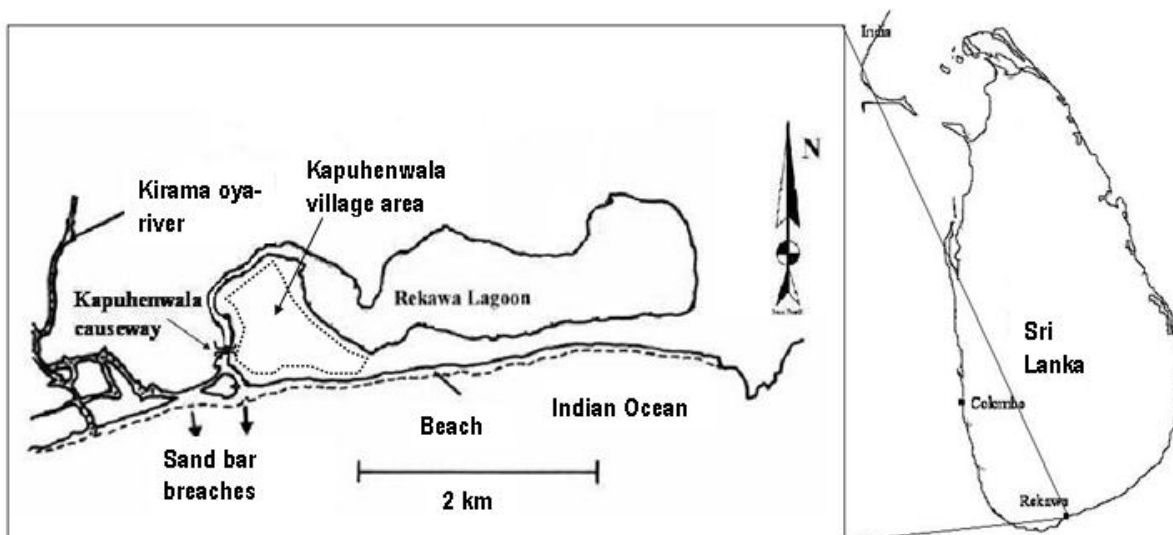 Kirama oya-
river
Kapuhenwala
village area
N
Kapuhenwala
causeway
Rekawa Lagoon
Beach
Indian Ocean
Sand bar
breaches
2 km
India
Sri
Lanka
Colombo
Rekawa